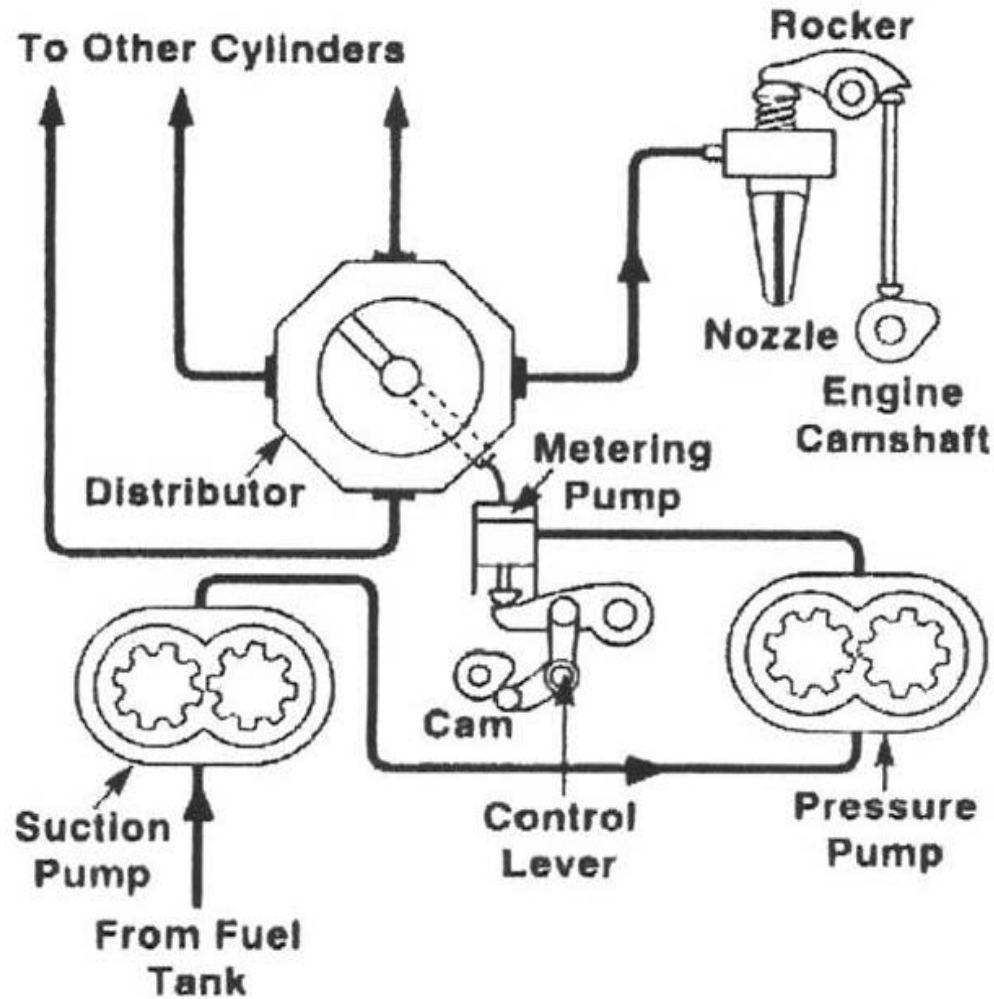 To Other Cylinders
Rocker
Nozzle
Engine
Camshaft
Metering
Pump
Distributor
Cam
Suction
Pump
Control
Lever
Pressure
Pump
From Fuel
Tank